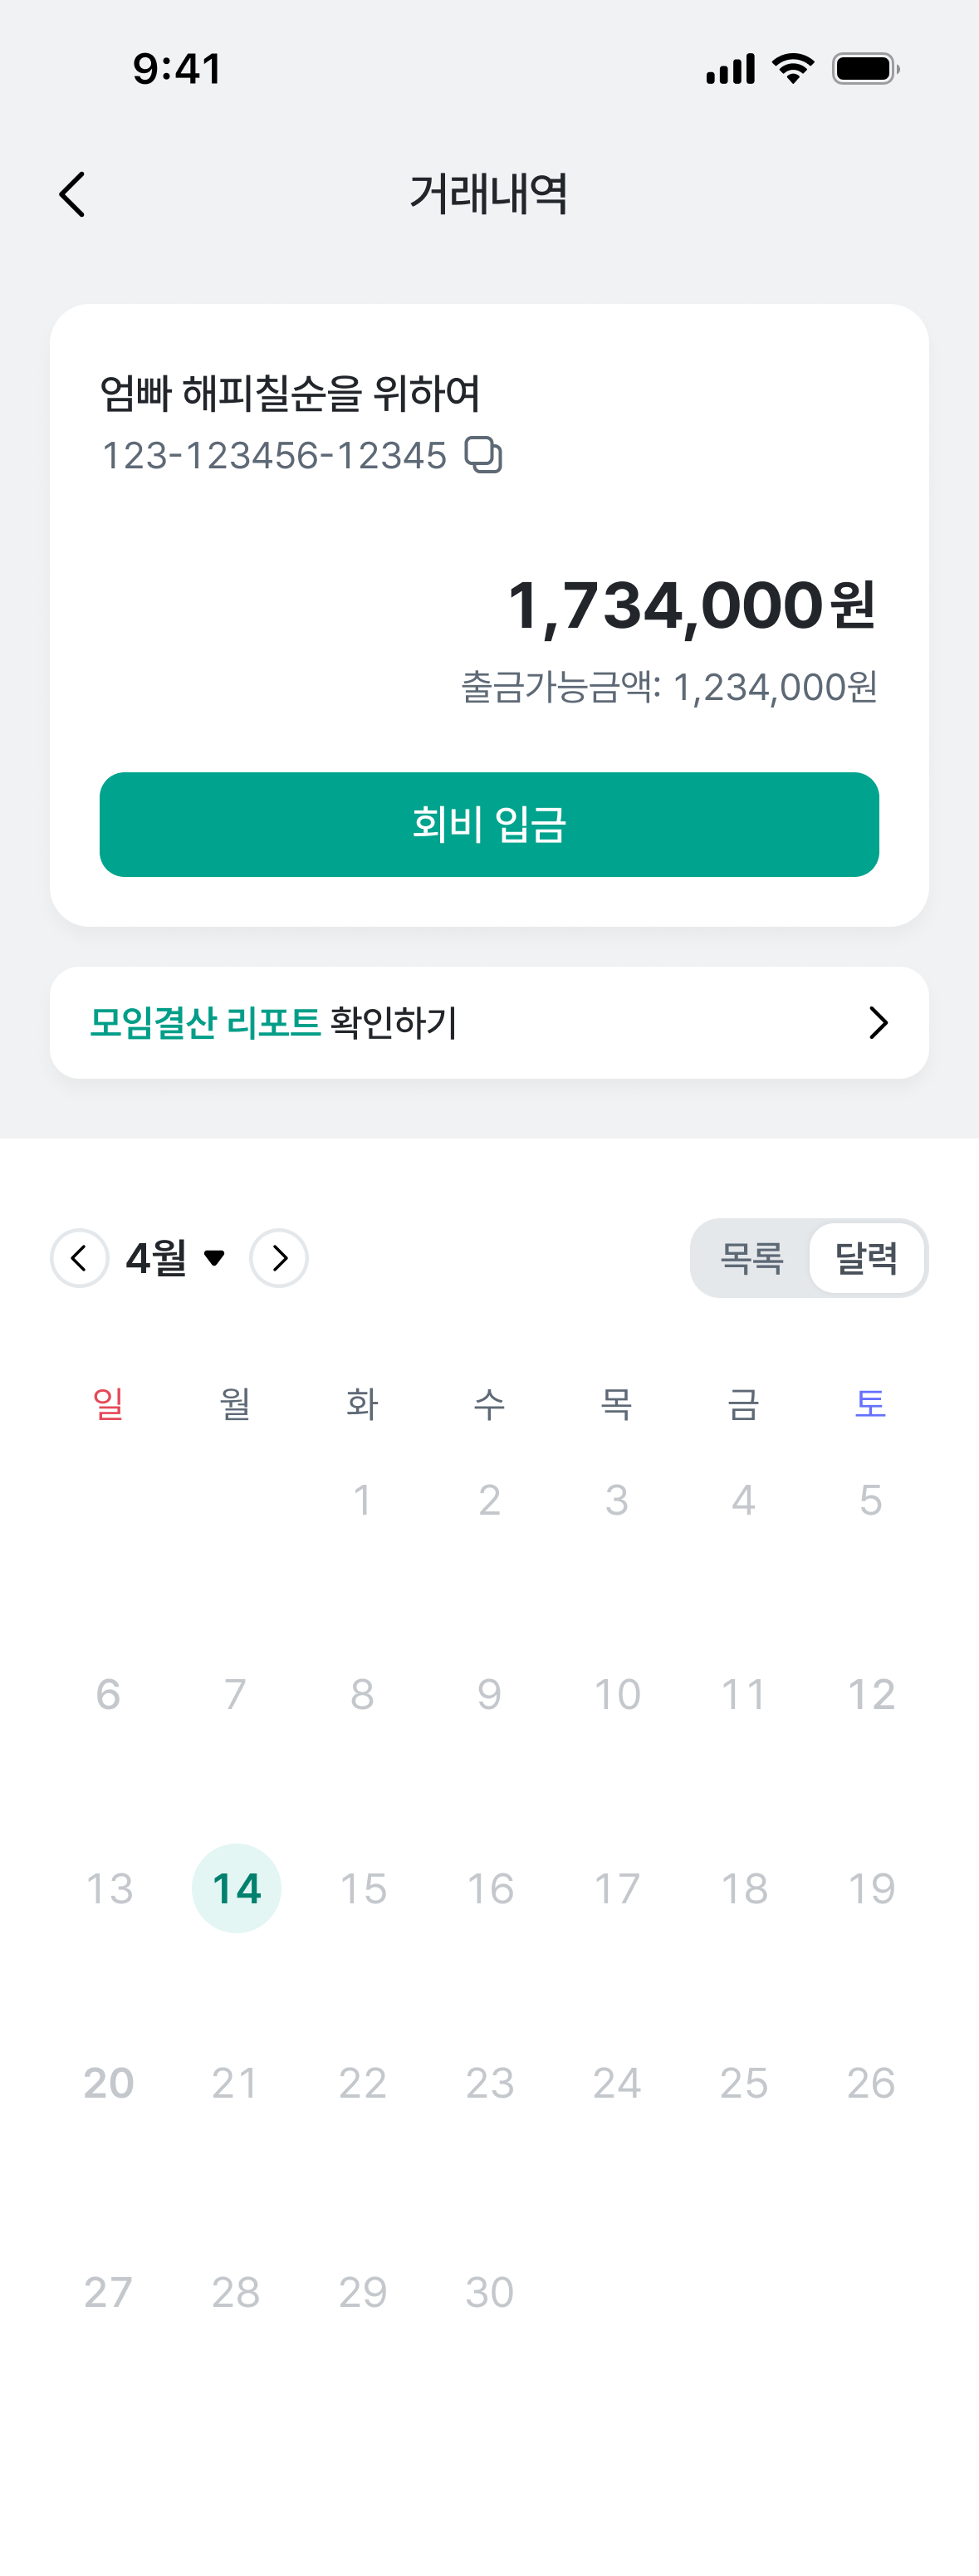 9:41
거래내역
엄빠 해피칠순을 위하여
123-123456-12345
1,734,000원
출금가능금액: 1,234,000원
회비 입금
모임결산 리포트 확인하기
4월 목록 달력
일 월 화 수 목 금 토
1 2 3 4 5
6 7 8 9 10 11 12
13 14 15 16 17 18 19
20 21 22 23 24 25 26
27 28 29 30